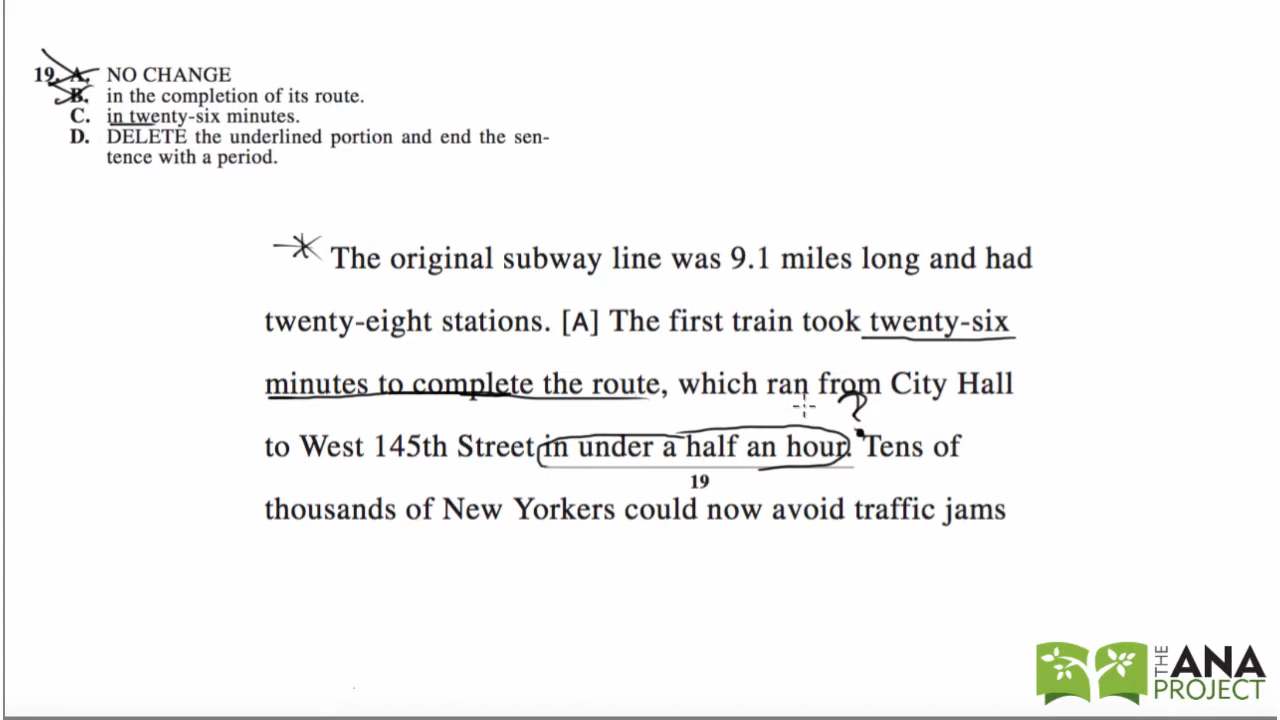 19. A. NO CHANGE
B. in the completion of its route.
C. in twenty-six minutes.
D. DELETE the underlined portion and end the sen-
tence with a period.
The original subway line was 9.1 miles long and had
twenty-eight stations. [A] The first train took twenty-six
minutes to complete the route, which ran from City Hall
?
to West 145th Street in under a half an hour. Tens of
19
thousands of New Yorkers could now avoid traffic jams
THE ANA
PROJECT